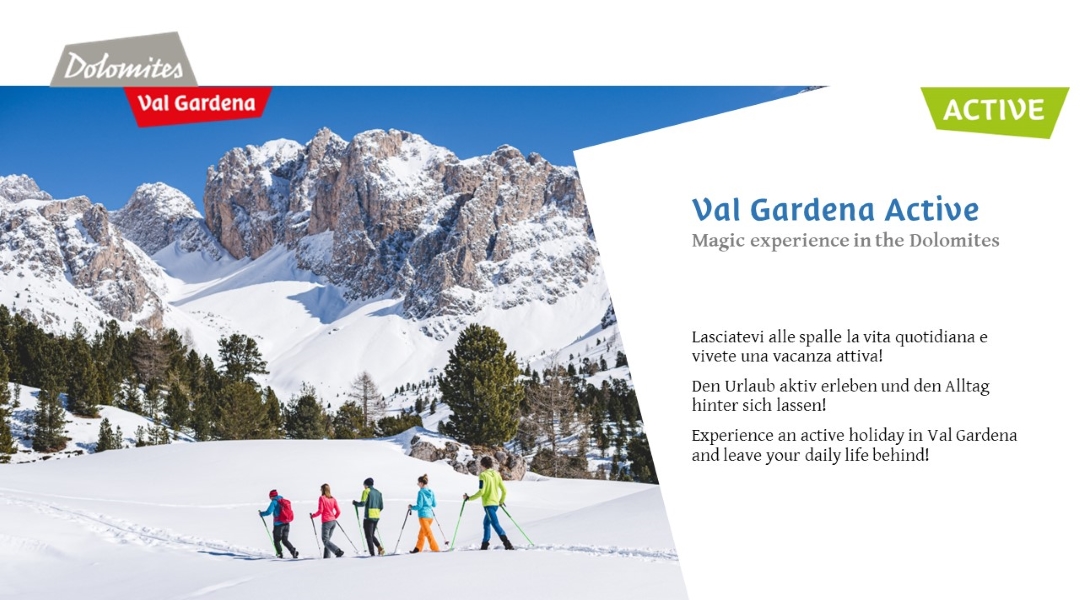 Dolomites
Val Gardena
ACTIVE
Val Gardena Active
Magic experience in the Dolomites
Lasciatevi alle spalle la vita quotidiana e
vivete una vacanza attiva!
Den Urlaub aktiv erleben und den Alltag
hinter sich lassen!
Experience an active holiday in Val Gardena
and leave your daily life behind!